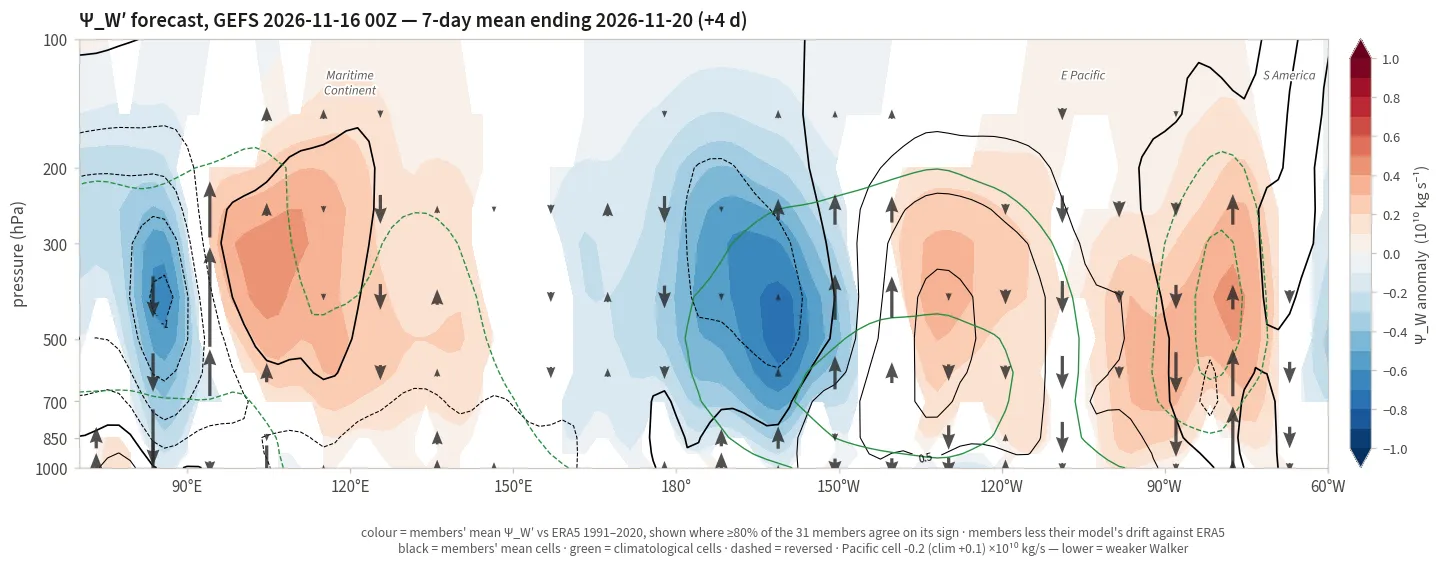 Ψ_W′ forecast, GEFS 2026-11-16 00Z — 7-day mean ending 2026-11-20 (+4 d)
100
200
300
400
500
700
850
1000
pressure (hPa)
Maritime
Continent
E Pacific
S America
-1
0.5
90°E
120°E
150°E
180°
150°W
120°W
90°W
60°W
1.0
0.8
0.6
0.4
0.2
0.0
−0.2
−0.4
−0.6
−0.8
−1.0
Ψ_W anomaly (10¹⁰ kg s⁻¹)
colour = members' mean Ψ_W′ vs ERA5 1991–2020, shown where ≥80% of the 31 members agree on its sign · members less their model's drift against ERA5
black = members' mean cells · green = climatological cells · dashed = reversed · Pacific cell -0.2 (clim +0.1) ×10¹⁰ kg/s — lower = weaker Walker